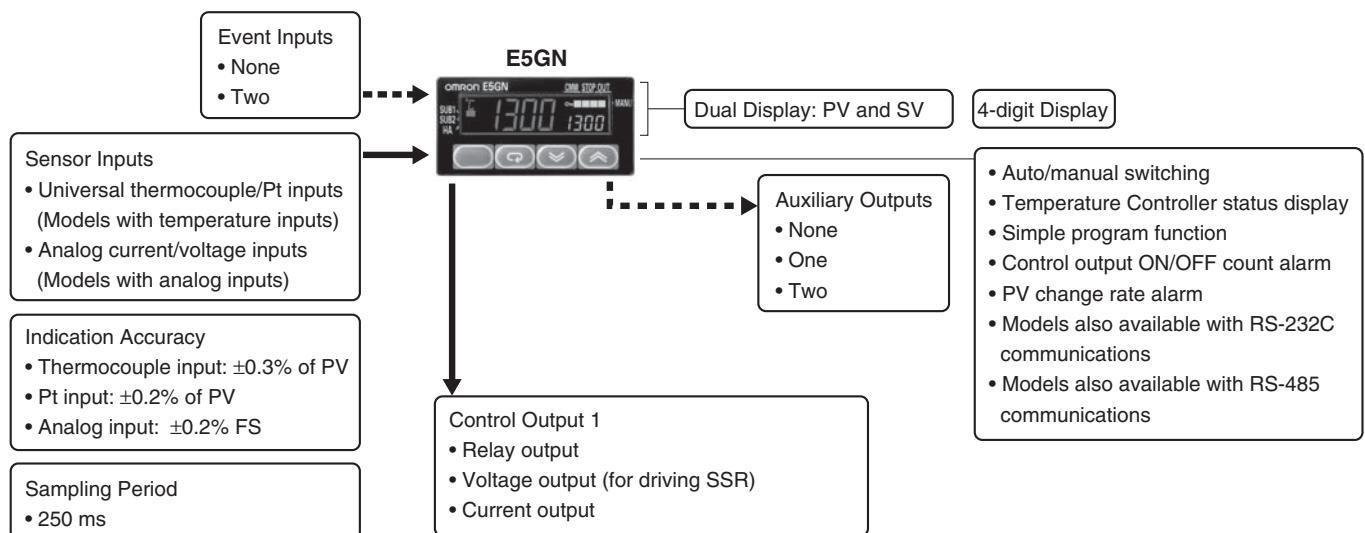 Event Inputs
• None
• Two
E5GN
omron E5GN
CMW STOP OUT
SUB1
SUB2
HA
°C
1300
1300
MANU
Dual Display: PV and SV
4-digit Display
Sensor Inputs
• Universal thermocouple/Pt inputs
(Models with temperature inputs)
• Analog current/voltage inputs
(Models with analog inputs)
Auxiliary Outputs
• None
• One
• Two
• Auto/manual switching
• Temperature Controller status display
• Simple program function
• Control output ON/OFF count alarm
• PV change rate alarm
• Models also available with RS-232C
communications
• Models also available with RS-485
communications
Indication Accuracy
• Thermocouple input: ±0.3% of PV
• Pt input: ±0.2% of PV
• Analog input: ±0.2% FS
Control Output 1
• Relay output
• Voltage output (for driving SSR)
• Current output
Sampling Period
• 250 ms